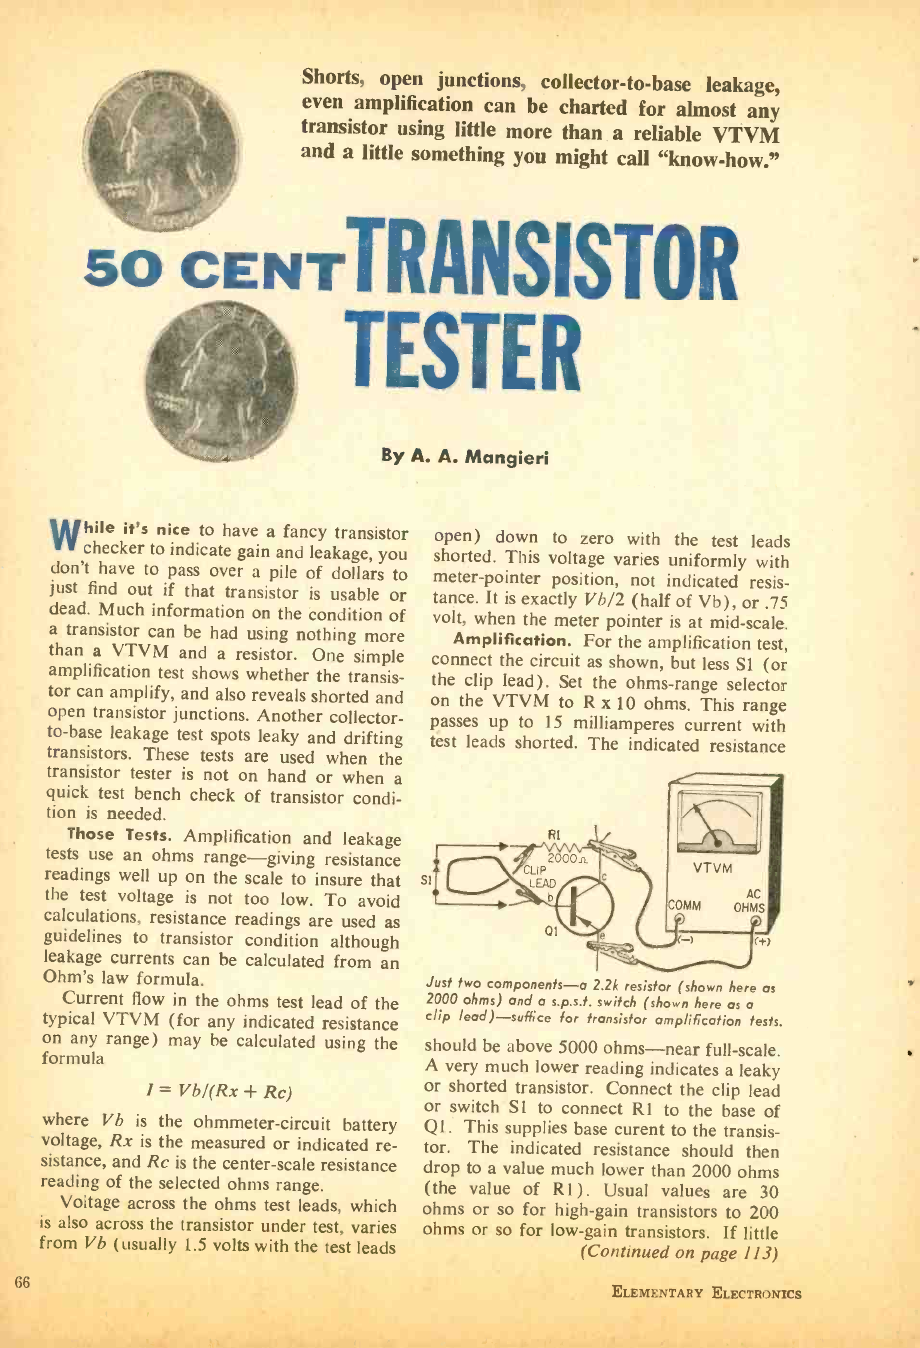 Shorts, open junctions, collector-to-base leakage,
even amplification can be charted for almost any
transistor using little more than a reliable VTVM
and a little something you might call “know-how.”
50 CENT TRANSISTOR
TESTER
By A. A. Mangieri
While it's nice to have a fancy transistor
checker to indicate gain and leakage, you
don't have to pass over a pile of dollars to
just find out if that transistor is usable or
dead. Much information on the condition of
a transistor can be had using nothing more
than a VTVM and a resistor. One simple
amplification test shows whether the transis-
tor can amplify, and also reveals shorted and
open transistor junctions. Another collector-
to-base leakage test spots leaky and drifting
transistors. These tests are used when the
transistor tester is not on hand or when a
quick test bench check of transistor condi-
tion is needed.
Those Tests. Amplification and leakage
tests use an ohms range—giving resistance
readings well up on the scale to insure that
the test voltage is not too low. To avoid
calculations, resistance readings are used as
guidelines to transistor condition although
leakage currents can be calculated from an
Ohm's law formula.
Current flow in the ohms test lead of the
typical VTVM (for any indicated resistance
on any range) may be calculated using the
formula
I = Vb/(Rx + Rc)
where Vb is the ohmmeter-circuit battery
voltage, Rx is the measured or indicated re-
sistance, and Rc is the center-scale resistance
reading of the selected ohms range.
Voltage across the ohms test leads, which
is also across the transistor under test, varies
from Vb (usually 1.5 volts with the test leads
open) down to zero with the test leads
shorted. This voltage varies uniformly with
meter-pointer position, not indicated resis-
tance. It is exactly Vb/2 (half of Vb), or .75
volt, when the meter pointer is at mid-scale.
Amplification. For the amplification test,
connect the circuit as shown, but less S1 (or
the clip lead). Set the ohms-range selector
on the VTVM to R x 10 ohms. This range
passes up to 15 milliamperes current with
test leads shorted. The indicated resistance
R1
2000Ω
CLIP
LEAD
S1
b
c
e
Q1
VTVM
COMM
AC
OHMS
(-)
(+)
Just two components—a 2.2k resistor (shown here as
2000 ohms) and a s.p.s.t. switch (shown here as a
clip lead)—suffice for transistor amplification tests.
should be above 5000 ohms—near full-scale.
A very much lower reading indicates a leaky
or shorted transistor. Connect the clip lead
or switch S1 to connect R1 to the base of
Q1. This supplies base curent to the transis-
tor. The indicated resistance should then
drop to a value much lower than 2000 ohms
(the value of R1). Usual values are 30
ohms or so for high-gain transistors to 200
ohms or so for low-gain transistors. If little
(Continued on page 113)
66
ELEMENTARY ELECTRONICS